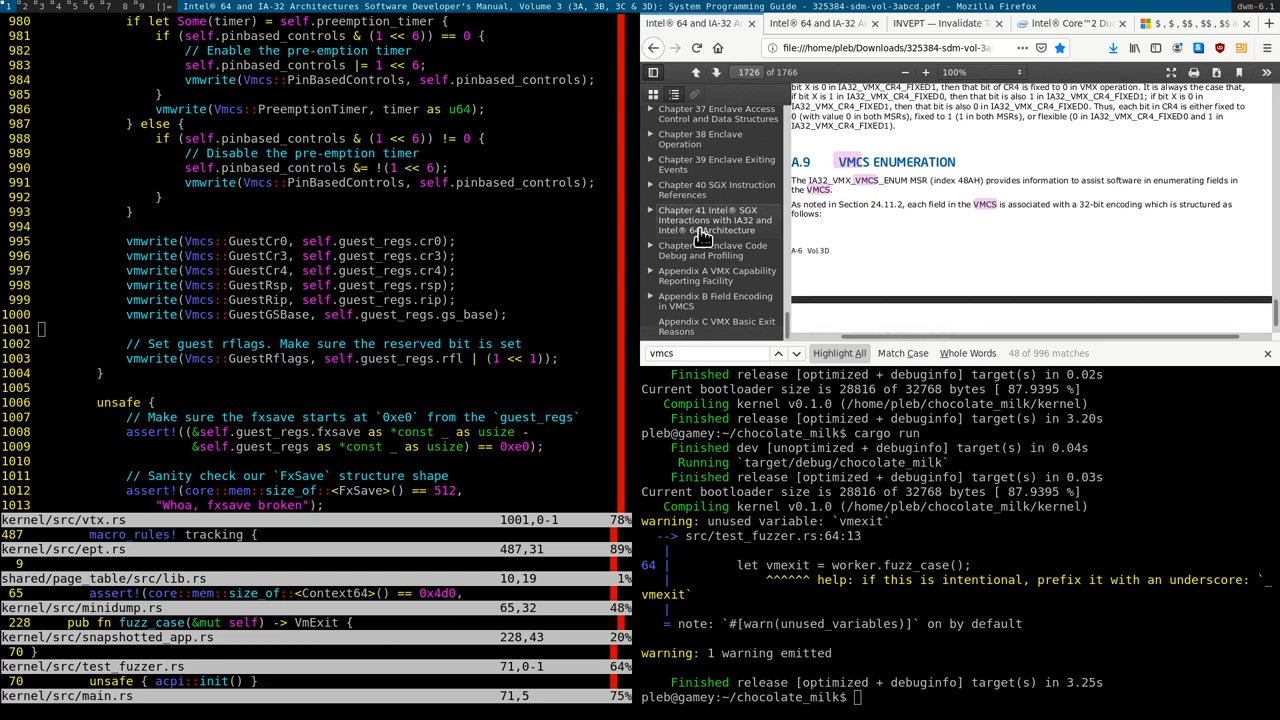 1 2 3 4 5 6 7 8 9 []= Intel® 64 and IA-32 Architectures Software Developer's Manual, Volume 3 (3A, 3B, 3C & 3D): System Programming Guide - 325384-sdm-vol-3abcd.pdf - Mozilla Firefox dwm-6.1
980 if let Some(timer) = self.preemption_timer {
981 if (self.pinbased_controls & (1 << 6)) == 0 {
982 // Enable the pre-emption timer
983 self.pinbased_controls |= 1 << 6;
984 vmwrite(Vmcs::PinBasedControls, self.pinbased_controls);
985 }
986 vmwrite(Vmcs::PreemptionTimer, timer as u64);
987 } else {
988 if (self.pinbased_controls & (1 << 6)) != 0 {
989 // Disable the pre-emption timer
990 self.pinbased_controls &= !(1 << 6);
991 vmwrite(Vmcs::PinBasedControls, self.pinbased_controls);
992 }
993 }
994
995 vmwrite(Vmcs::GuestCr0, self.guest_regs.cr0);
996 vmwrite(Vmcs::GuestCr3, self.guest_regs.cr3);
997 vmwrite(Vmcs::GuestCr4, self.guest_regs.cr4);
998 vmwrite(Vmcs::GuestRsp, self.guest_regs.rsp);
999 vmwrite(Vmcs::GuestRip, self.guest_regs.rip);
1000 vmwrite(Vmcs::GuestGSBase, self.guest_regs.gs_base);
1001
1002 // Set guest rflags. Make sure the reserved bit is set
1003 vmwrite(Vmcs::GuestRflags, self.guest_regs.rfl | (1 << 1));
1004 }
1005
1006 unsafe {
1007 // Make sure the fxsave starts at `0xe0` from the `guest_regs`
1008 assert!((&self.guest_regs.fxsave as *const _ as usize -
1009 &self.guest_regs as *const _ as usize) == 0xe0);
1010
1011 // Sanity check our `FxSave` structure shape
1012 assert!(core::mem::size_of::<FxSave>() == 512,
1013 "Whoa, fxsave broken");
kernel/src/vtx.rs 1001,0-1 78%
487 macro_rules! tracking {
kernel/src/ept.rs 487,31 89%
9
shared/page_table/src/lib.rs 10,19 1%
65 assert!(core::mem::size_of::<Context64>() == 0x4d0,
kernel/src/minidump.rs 65,32 48%
228 pub fn fuzz_case(&mut self) -> VmExit {
kernel/src/snapshotted_app.rs 228,43 20%
70 }
kernel/src/test_fuzzer.rs 71,0-1 64%
70 unsafe { acpi::init() }
kernel/src/main.rs 71,5 75%
Intel® 64 and IA-32 A Intel® 64 and IA-32 A INVEPT — Invalidate T Intel® Core™2 Du $ , $ , $$ , $$, $$ a
file:///home/pleb/Downloads/325384-sdm-vol-3a
1726 of 1766 100%
Chapter 37 Enclave Access
Control and Data Structures
Chapter 38 Enclave
Operation
Chapter 39 Enclave Exiting
Events
Chapter 40 SGX Instruction
References
Chapter 41 Intel® SGX
Interactions with IA32 and
Intel® 64 Architecture
Chapter Enclave Code
Debug and Profiling
Appendix A VMX Capability
Reporting Facility
Appendix B Field Encoding
in VMCS
Appendix C VMX Basic Exit
Reasons
bit X is 0 in IA32_VMX_CR4_FIXED1, then that bit of CR4 is fixed to 0 in VMX operation. It is always the case that,
if bit X is 1 in IA32_VMX_CR4_FIXED0, then that bit is also 1 in IA32_VMX_CR4_FIXED1; if bit X is 0 in
IA32_VMX_CR4_FIXED1, then that bit is also 0 in IA32_VMX_CR4_FIXED0. Thus, each bit in CR4 is either fixed to
0 (with value 0 in both MSRs), fixed to 1 (1 in both MSRs), or flexible (0 in IA32_VMX_CR4_FIXED0 and 1 in
IA32_VMX_CR4_FIXED1).
A.9 VMCS ENUMERATION
The IA32_VMX_VMCS_ENUM MSR (index 48AH) provides information to assist software in enumerating fields in
the VMCS.
As noted in Section 24.11.2, each field in the VMCS is associated with a 32-bit encoding which is structured as
follows:
A-6 Vol. 3D
vmcs Highlight All Match Case Whole Words 48 of 996 matches
Finished release [optimized + debuginfo] target(s) in 0.02s
Current bootloader size is 28816 of 32768 bytes [ 87.9395 %]
Compiling kernel v0.1.0 (/home/pleb/chocolate_milk/kernel)
Finished release [optimized + debuginfo] target(s) in 3.20s
pleb@gamey:~/chocolate_milk$ cargo run
Finished dev [unoptimized + debuginfo] target(s) in 0.04s
Running `target/debug/chocolate_milk`
Finished release [optimized + debuginfo] target(s) in 0.03s
Current bootloader size is 28816 of 32768 bytes [ 87.9395 %]
Compiling kernel v0.1.0 (/home/pleb/chocolate_milk/kernel)
warning: unused variable: `vmexit`
--> src/test_fuzzer.rs:64:13
|
64 | let vmexit = worker.fuzz_case();
| ^^^^^^ help: if this is intentional, prefix it with an underscore: `_
vmexit`
|
= note: `#[warn(unused_variables)]` on by default
warning: 1 warning emitted
Finished release [optimized + debuginfo] target(s) in 3.25s
pleb@gamey:~/chocolate_milk$